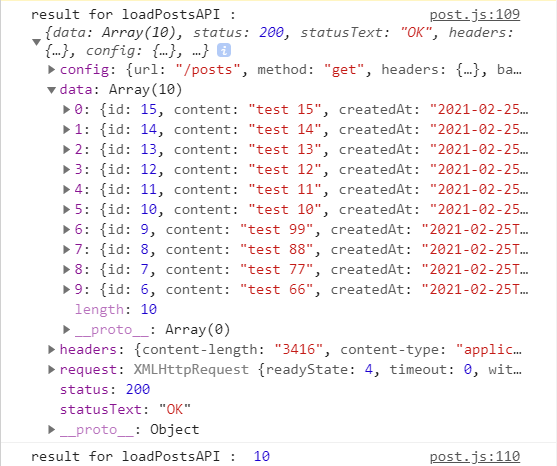 result for loadPostsAPI : post.js:109
{data: Array(10), status: 200, statusText: "OK", headers:
{…}, config: {…}, …} i
config: {url: "/posts", method: "get", headers: {…}, ba…
data: Array(10)
0: {id: 15, content: "test 15", createdAt: "2021-02-25…
1: {id: 14, content: "test 14", createdAt: "2021-02-25…
2: {id: 13, content: "test 13", createdAt: "2021-02-25…
3: {id: 12, content: "test 12", createdAt: "2021-02-25…
4: {id: 11, content: "test 11", createdAt: "2021-02-25…
5: {id: 10, content: "test 10", createdAt: "2021-02-25…
6: {id: 9, content: "test 99", createdAt: "2021-02-25T…
7: {id: 8, content: "test 88", createdAt: "2021-02-25T…
8: {id: 7, content: "test 77", createdAt: "2021-02-25T…
9: {id: 6, content: "test 66", createdAt: "2021-02-25T…
length: 10
__proto__: Array(0)
headers: {content-length: "3416", content-type: "applic…
request: XMLHttpRequest {readyState: 4, timeout: 0, wit…
status: 200
statusText: "OK"
__proto__: Object
result for loadPostsAPI : 10 post.js:110